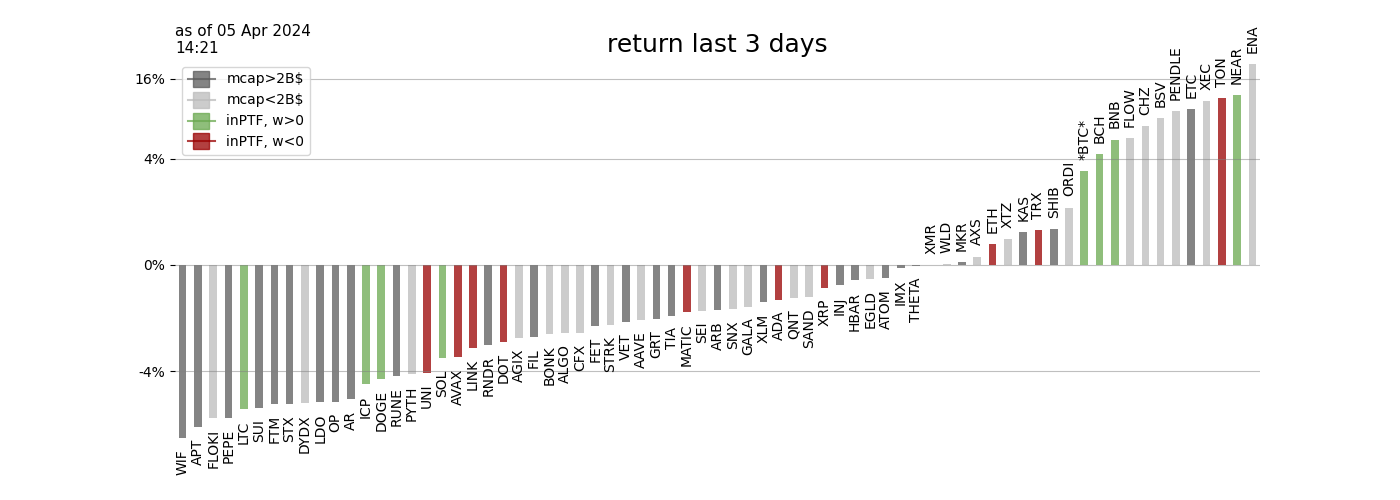 as of 05 Apr 2024
14:21
return last 3 days
mcap>2B$
mcap<2B$
inPTF, w>0
inPTF, w<0
16%
4%
0%
-4%
WIF
APT
FLOKI
PEPE
LTC
SUI
FTM
STX
DYDX
LDO
OP
AR
ICP
DOGE
RUNE
PYTH
UNI
SOL
AVAX
LINK
RNDR
DOT
AGIX
FIL
BONK
ALGO
CFX
FET
STRK
VET
AAVE
GRT
TIA
MATIC
SEI
ARB
SNX
GALA
XLM
ADA
QNT
SAND
XRP
INJ
HBAR
EGLD
ATOM
IMX
THETA
XMR
WLD
MKR
AXS
ETH
XTZ
KAS
TRX
SHIB
ORDI
*BTC*
BCH
BNB
FLOW
CHZ
BSV
PENDLE
ETC
XEC
TON
NEAR
ENA